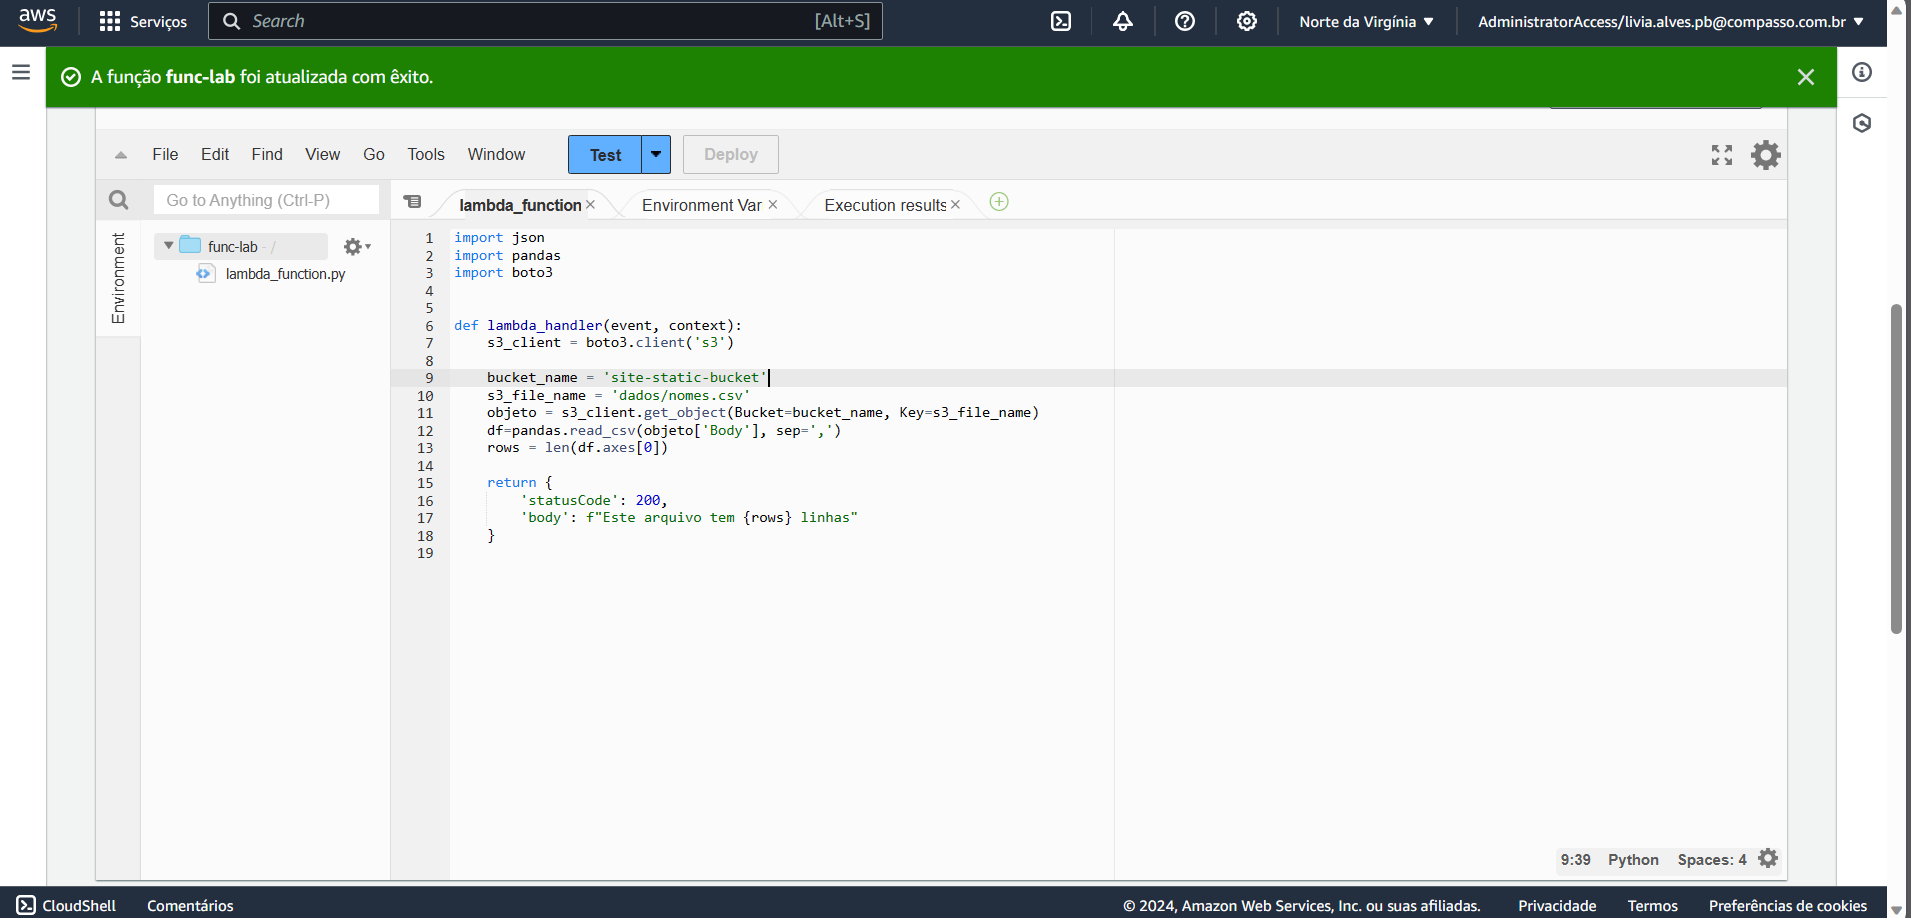 aws Serviços Search [Alt+S] Norte da Virgínia AdministratorAccess/livia.alves.pb@compasso.com.br
A função func-lab foi atualizada com êxito.
File Edit Find View Go Tools Window Test Deploy
Go to Anything (Ctrl-P) lambda_function Environment Var Execution results
Environment
func-lab - /
lambda_function.py
1 import json
2 import pandas
3 import boto3
4
5
6 def lambda_handler(event, context):
7 s3_client = boto3.client('s3')
8
9 bucket_name = 'site-static-bucket'
10 s3_file_name = 'dados/nomes.csv'
11 objeto = s3_client.get_object(Bucket=bucket_name, Key=s3_file_name)
12 df=pandas.read_csv(objeto['Body'], sep=',')
13 rows = len(df.axes[0])
14
15 return {
16 'statusCode': 200,
17 'body': f"Este arquivo tem {rows} linhas"
18 }
19
9:39 Python Spaces: 4
CloudShell Comentários © 2024, Amazon Web Services, Inc. ou suas afiliadas. Privacidade Termos Preferências de cookies